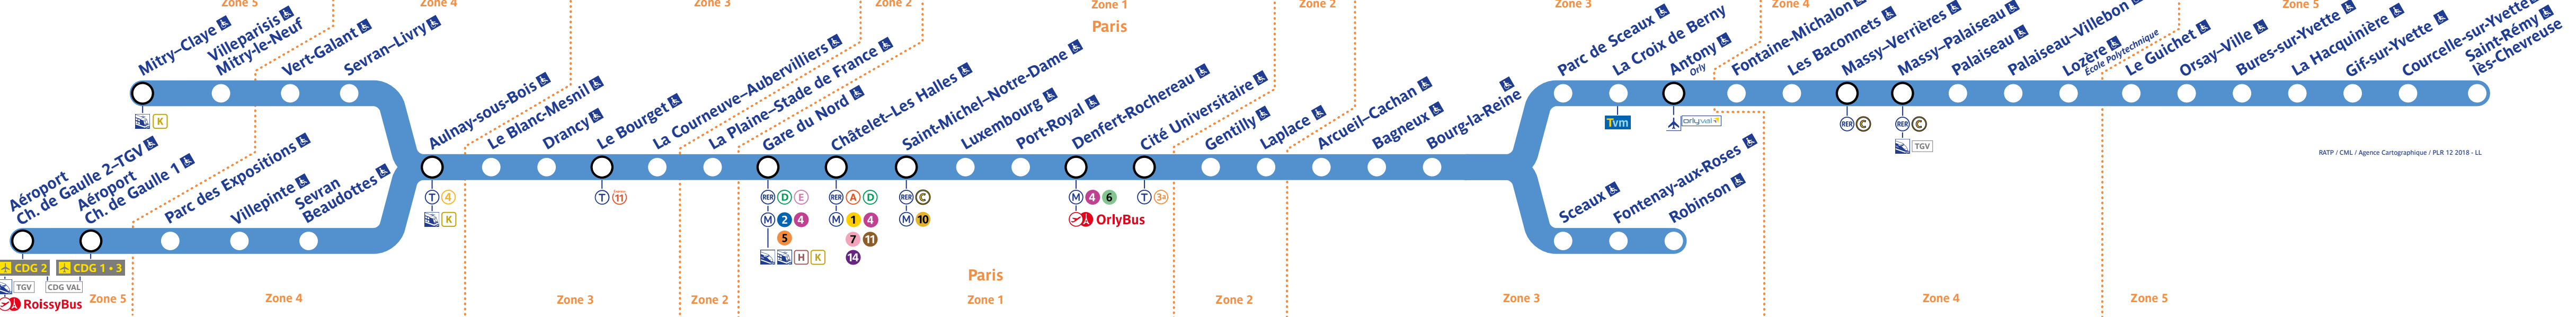 Zone 5
Zone 4
Zone 3
Zone 2
Zone 1
Paris
Zone 2
Zone 3
Zone 4
Zone 5
Mitry–Claye
Villeparisis
Mitry-le-Neuf
Vert-Galant
Sevran–Livry
Aéroport
Ch. de Gaulle 2–TGV
Aéroport
Ch. de Gaulle 1
Parc des Expositions
Villepinte
Sevran
Beaudottes
Aulnay-sous-Bois
Le Blanc-Mesnil
Drancy
Le Bourget
La Courneuve–Aubervilliers
La Plaine–Stade de France
Gare du Nord
Châtelet–Les Halles
Saint-Michel–Notre-Dame
Luxembourg
Port-Royal
Denfert-Rochereau
Cité Universitaire
Gentilly
Laplace
Arcueil–Cachan
Bagneux
Bourg-la-Reine
Parc de Sceaux
La Croix de Berny
Antony
Orly
Fontaine-Michalon
Les Baconnets
Massy–Verrières
Massy–Palaiseau
Palaiseau
Palaiseau–Villebon
Lozère
École Polytechnique
Le Guichet
Orsay–Ville
Bures-sur-Yvette
La Hacquinière
Gif-sur-Yvette
Courcelle-sur-Yvette
Saint-Rémy
lès-Chevreuse
Sceaux
Fontenay-aux-Roses
Robinson
K
CDG 2
TGV
RoissyBus
CDG 1 • 3
CDG VAL
T 4
K
T 11
RER D E
M 2 4
5
H K
RER A D
M 1 4
7 11
14
RER C
M 10
M 4 6
OrlyBus
T 3a
Tvm
orlyval
RER C
RER C
TGV
RATP / CML / Agence Cartographique / PLR 12 2018 - LL
Zone 5
Zone 4
Zone 3
Zone 2
Paris
Zone 1
Zone 2
Zone 3
Zone 4
Zone 5